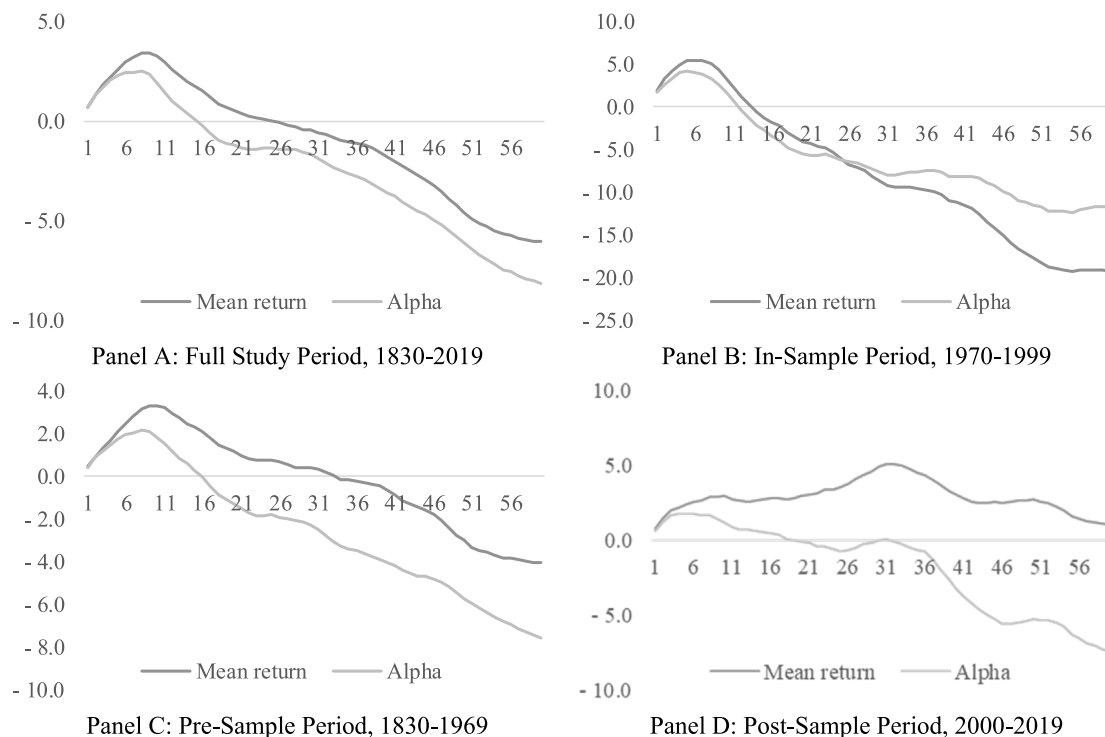 5.0
0.0
- 5.0
- 10.0
1 6 11 16 21 26 31 36 41 46 51 56
Mean return Alpha
Panel A: Full Study Period, 1830-2019
10.0
5.0
0.0
- 5.0
- 10.0
- 15.0
- 20.0
- 25.0
1 6 11 16 21 26 31 36 41 46 51 56
Mean return Alpha
Panel B: In-Sample Period, 1970-1999
4.0
2.0
0.0
- 2.0
- 4.0
- 6.0
- 8.0
- 10.0
1 6 11 16 21 26 31 36 41 46 51 56
Mean return Alpha
Panel C: Pre-Sample Period, 1830-1969
10.0
5.0
0.0
- 5.0
- 10.0
1 6 11 16 21 26 31 36 41 46 51 56
Mean return Alpha
Panel D: Post-Sample Period, 2000-2019